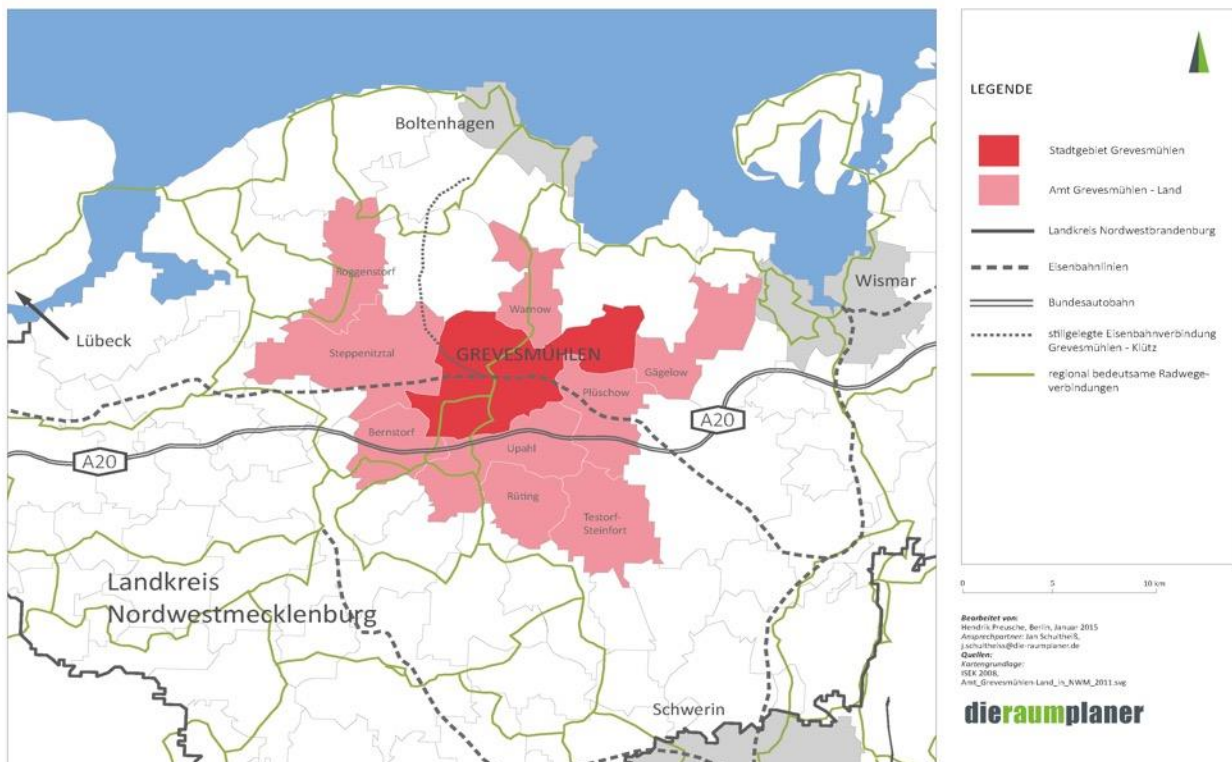 Boltenhagen
Wismar
Lübeck
Roggenstorf
Warnow
Steppenitztal
GREVESMÜHLEN
Gägelow
Plüschow
Bernstorf
Upahl
A20
A20
Rüting
Testorf-
Steinfort
Landkreis
Nordwestmecklenburg
Schwerin
LEGENDE
Stadtgebiet Grevesmühlen
Amt Grevesmühlen - Land
Landkreis Nordwestbrandenburg
Eisenbahnlinien
Bundesautobahn
stillgelegte Eisenbahnverbindung
Grevesmühlen - Klütz
regional bedeutsame Radwege-
verbindungen
0 5 10 km
Bearbeitet von:
Hendrik Preusche, Berlin, Januar 2015
Ansprechpartner: Jan Schultheiß,
j.schultheiss@die-raumplaner.de
Quellen:
Kartengrundlage:
ISEK 2008,
Amt_Grevesmühlen-Land_in_NWM_2011.svg
dieraumplaner